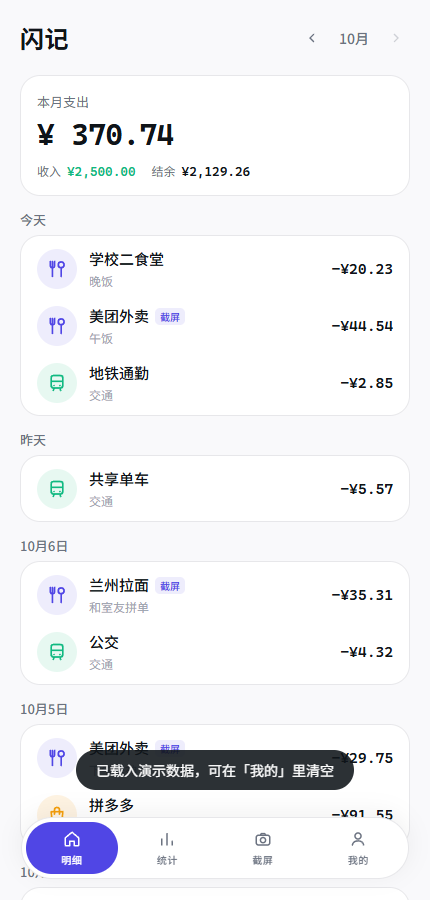 闪记
10月
本月支出
¥ 370.74
收入 ¥2,500.00 结余 ¥2,129.26
今天
学校二食堂
晚饭
−¥20.23
美团外卖 截屏
午饭
−¥44.54
地铁通勤
交通
−¥2.85
昨天
共享单车
交通
−¥5.57
10月6日
兰州拉面 截屏
和室友拼单
−¥35.31
公交
交通
−¥4.32
10月5日
美团外卖 截屏
−¥29.75
已载入演示数据，可在「我的」里清空
拼多多
−¥91.55
明细
统计
截屏
我的